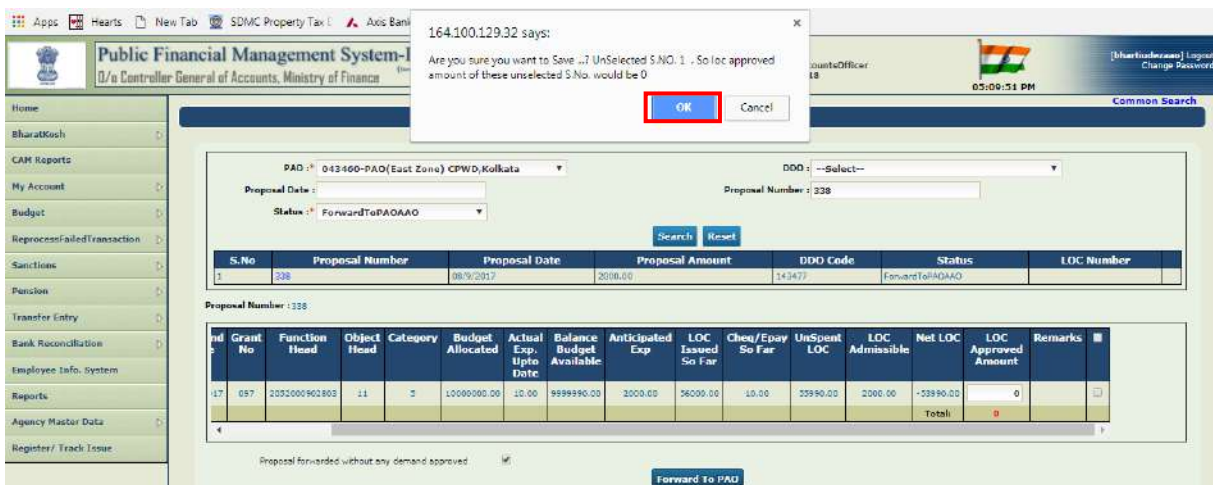 Apps Hearts New Tab SDMC Property Tax Axis Bank
164.100.129.32 says:
Are you sure you want to Save ..? UnSelected S.NO. 1 . So loc approved
amount of these unselected S.No. would be 0
OK Cancel
Public Financial Management System-
O/o Controller General of Accounts, Ministry of Finance
ountsOfficer
18
05:09:51 PM
[bhartiudezaao] Logout
Change Password
Common Search
Home
BharatKosh
CAM Reports
My Account
Budget
ReprocessFailedTransaction
Sanctions
Pension
Transfer Entry
Bank Reconciliation
Employee Info. System
Reports
Agency Master Data
Register/ Track Issue
PAO :* 043460-PAO(East Zone) CPWD,Kolkata DDO : --Select--
Proposal Date : Proposal Number : 338
Status :* ForwardToPAOAAO
Search Reset
S.No Proposal Number Proposal Date Proposal Amount DDO Code Status LOC Number
1 338 08/9/2017 2000.00 143477 ForwardToPAOAAO
Proposal Number : 338
nd Grant No Function Head Object Head Category Budget Allocated Actual Exp. Upto Date Balance Budget Available Anticipated Exp LOC Issued So Far Cheq/Epay So Far UnSpent LOC LOC Admissible Net LOC LOC Approved Amount Remarks
17 097 2052000902803 11 5 10000000.00 10.00 9999990.00 2000.00 56000.00 10.00 55990.00 2000.00 -53990.00 0
Total: 0
Proposal forwarded without any demand approved
Forward To PAO